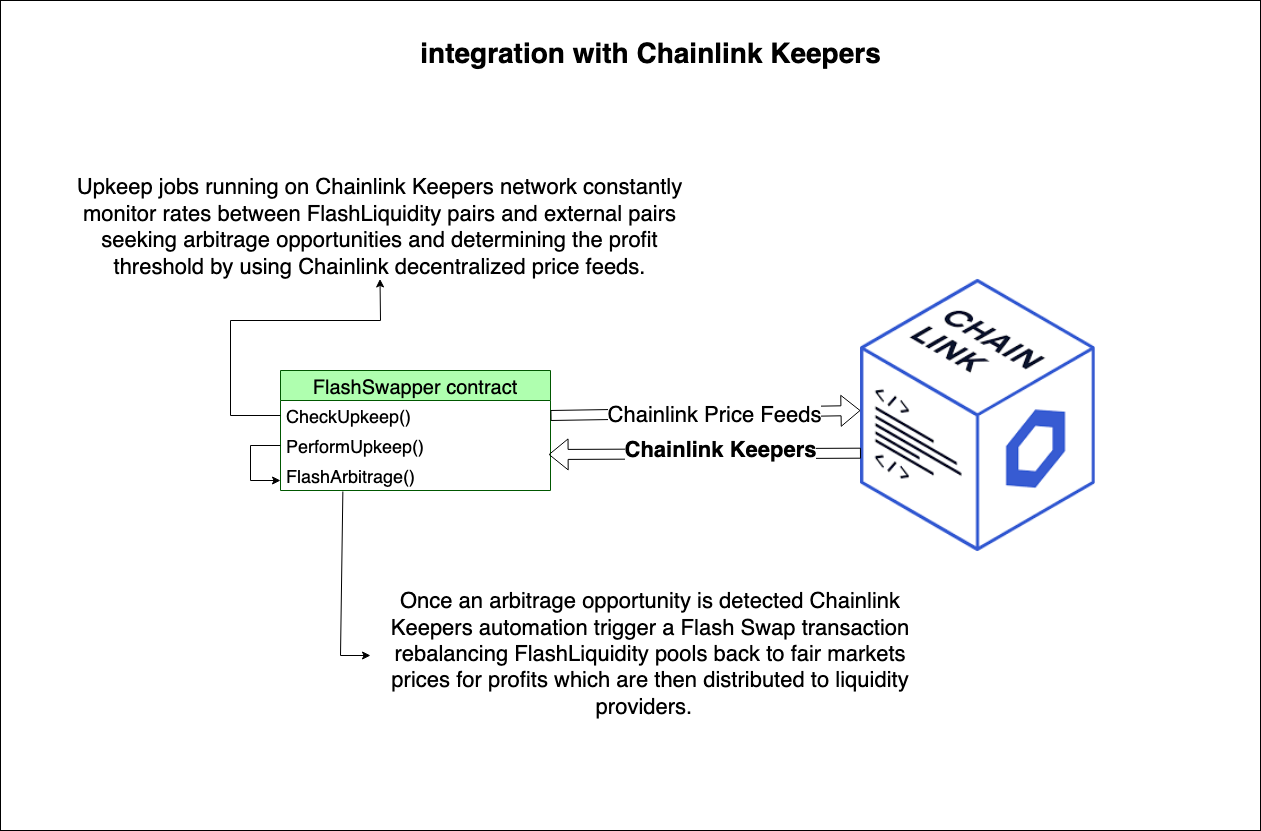 integration with Chainlink Keepers
Upkeep jobs running on Chainlink Keepers network constantly
monitor rates between FlashLiquidity pairs and external pairs
seeking arbitrage opportunities and determining the profit
threshold by using Chainlink decentralized price feeds.
CHAIN
LINK
FlashSwapper contract
CheckUpkeep()
PerformUpkeep()
FlashArbitrage()
Chainlink Price Feeds
Chainlink Keepers
</>
</>
Once an arbitrage opportunity is detected Chainlink
Keepers automation trigger a Flash Swap transaction
rebalancing FlashLiquidity pools back to fair markets
prices for profits which are then distributed to liquidity
providers.